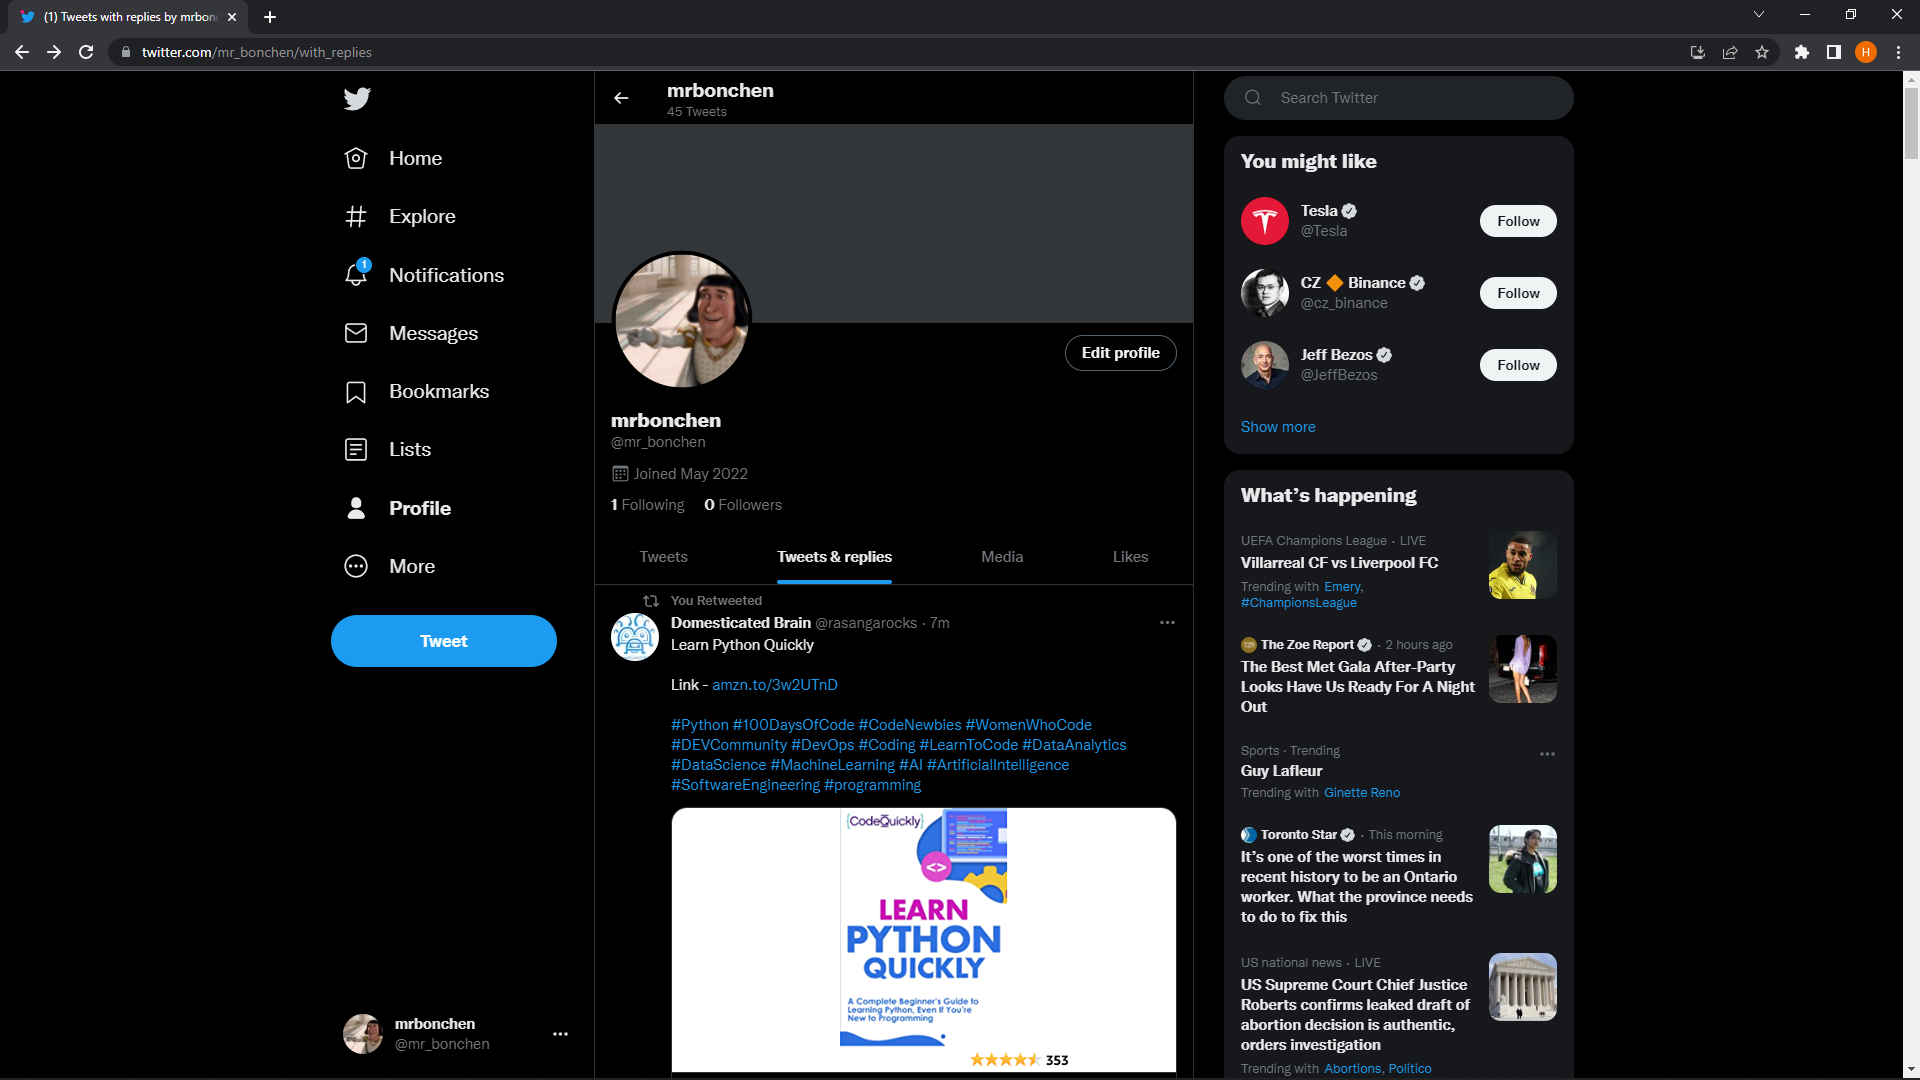 (1) Tweets with replies by mrbon
twitter.com/mr_bonchen/with_replies
H
Home
Explore
1
Notifications
Messages
Bookmarks
Lists
Profile
More
Tweet
mrbonchen
@mr_bonchen
mrbonchen
45 Tweets
Edit profile
mrbonchen
@mr_bonchen
Joined May 2022
1 Following 0 Followers
Tweets Tweets & replies Media Likes
You Retweeted
Domesticated Brain @rasangarocks · 7m
Learn Python Quickly
Link - amzn.to/3w2UTnD
#Python #100DaysOfCode #CodeNewbies #WomenWhoCode
#DEVCommunity #DevOps #Coding #LearnToCode #DataAnalytics
#DataScience #MachineLearning #AI #ArtificialIntelligence
#SoftwareEngineering #programming
{CodeQuickly}
<>
LEARN
PYTHON
QUICKLY
A Complete Beginner's Guide to
Learning Python, Even If You're
New to Programming
353
Search Twitter
You might like
Tesla
@Tesla
Follow
CZ 🔶 Binance
@cz_binance
Follow
Jeff Bezos
@JeffBezos
Follow
Show more
What's happening
UEFA Champions League · LIVE
Villarreal CF vs Liverpool FC
Trending with Emery,
#ChampionsLeague
The Zoe Report · 2 hours ago
The Best Met Gala After-Party
Looks Have Us Ready For A Night
Out
Sports · Trending
Guy Lafleur
Trending with Ginette Reno
Toronto Star · This morning
It's one of the worst times in
recent history to be an Ontario
worker. What the province needs
to do to fix this
US national news · LIVE
US Supreme Court Chief Justice
Roberts confirms leaked draft of
abortion decision is authentic,
orders investigation
Trending with Abortions, Politico